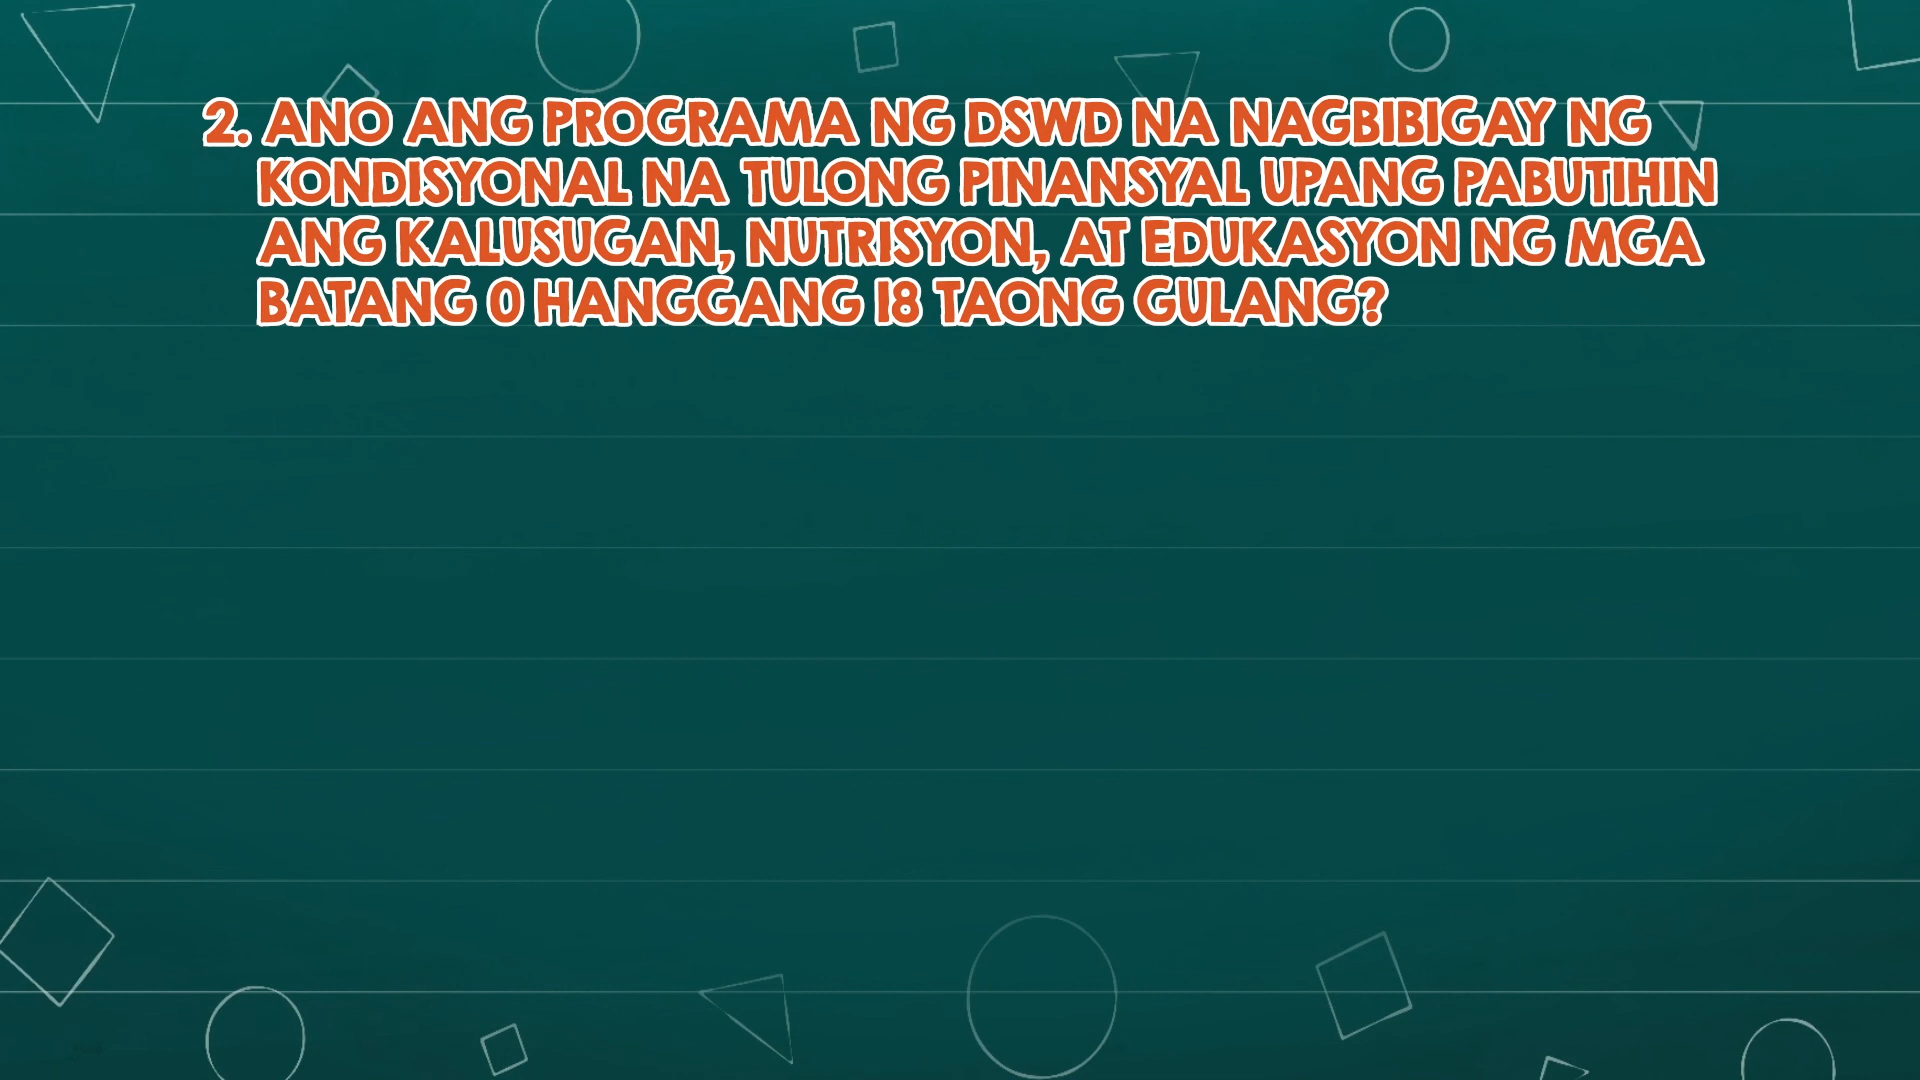 2. ANO ANG PROGRAMA NG DSWD NA NAGBIBIGAY NG
KONDISYONAL NA TULONG PINANSYAL UPANG PABUTIHIN
ANG KALUSUGAN, NUTRISYON, AT EDUKASYON NG MGA
BATANG 0 HANGGANG 18 TAONG GULANG?